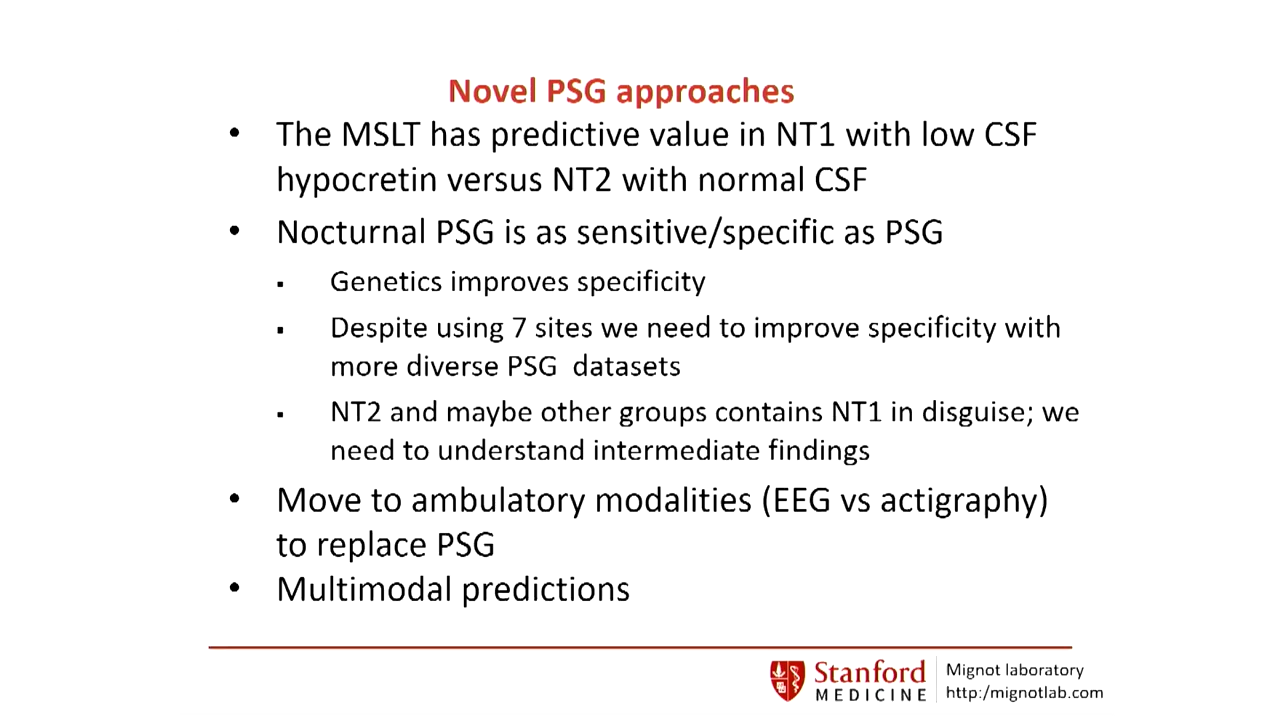 Novel PSG approaches
• The MSLT has predictive value in NT1 with low CSF
hypocretin versus NT2 with normal CSF
• Nocturnal PSG is as sensitive/specific as PSG
▪ Genetics improves specificity
▪ Despite using 7 sites we need to improve specificity with
more diverse PSG datasets
▪ NT2 and maybe other groups contains NT1 in disguise; we
need to understand intermediate findings
• Move to ambulatory modalities (EEG vs actigraphy)
to replace PSG
• Multimodal predictions
Stanford
MEDICINE
Mignot laboratory
http:/mignotlab.com